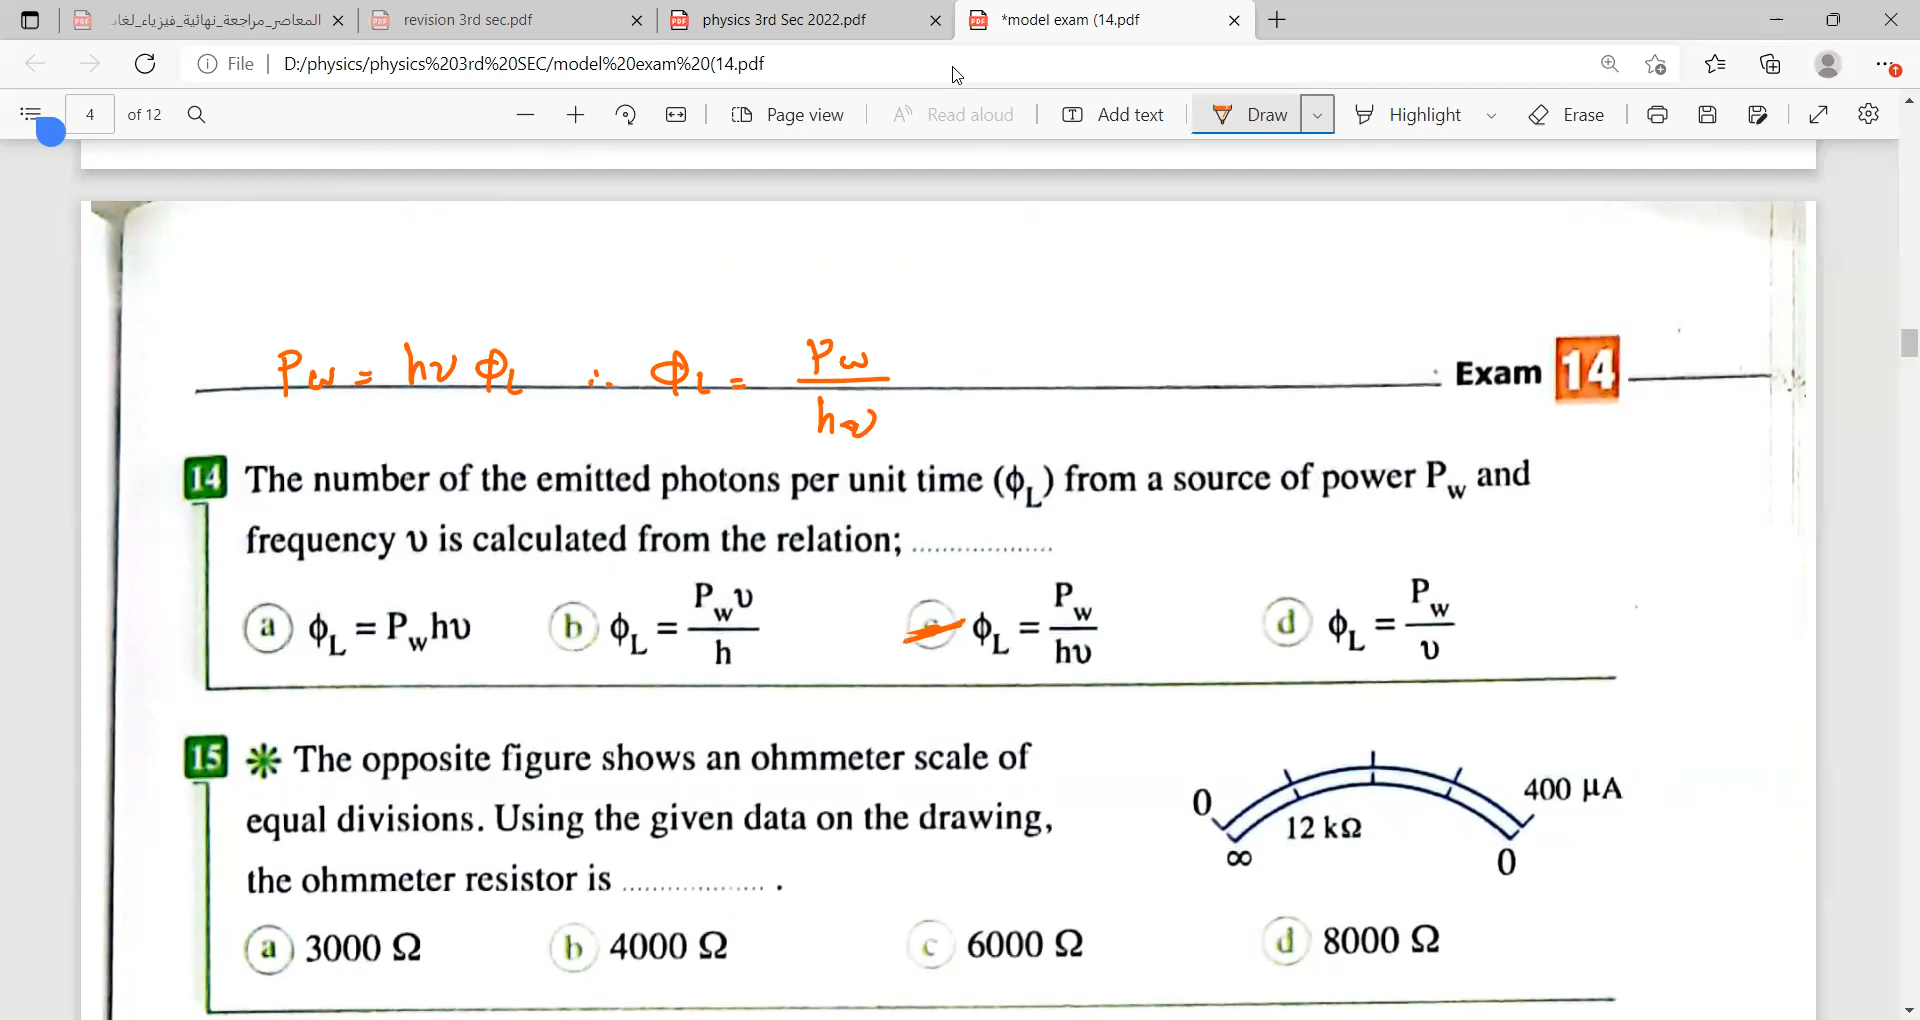 المعاصر_مراجعة_نهائية_فيزياء_لغا
revision 3rd sec.pdf
physics 3rd Sec 2022.pdf
*model exam (14.pdf
File
D:/physics/physics%203rd%20SEC/model%20exam%20(14.pdf
4 of 12
Page view
Read aloud
Add text
Draw
Highlight
Erase
Pw = hν ϕL ∴ ϕL = Pw / hν
Exam 14
14 The number of the emitted photons per unit time (ϕL) from a source of power Pw and
frequency υ is calculated from the relation; ...................
a ϕL = Pwhυ b ϕL = Pwυ / h c ϕL = Pw / hυ d ϕL = Pw / υ
15 ✳ The opposite figure shows an ohmmeter scale of
equal divisions. Using the given data on the drawing,
the ohmmeter resistor is ................... .
0 400 μA
12 kΩ
∞ 0
a 3000 Ω b 4000 Ω c 6000 Ω d 8000 Ω